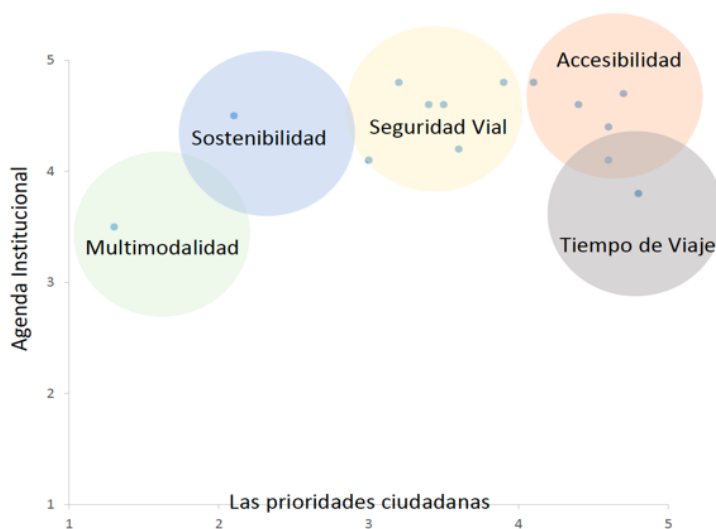 5
Accesibilidad
Seguridad Vial
Sostenibilidad
4
Agenda Institucional
Multimodalidad
Tiempo de Viaje
3
2
1
Las prioridades ciudadanas
1
2
3
4
5